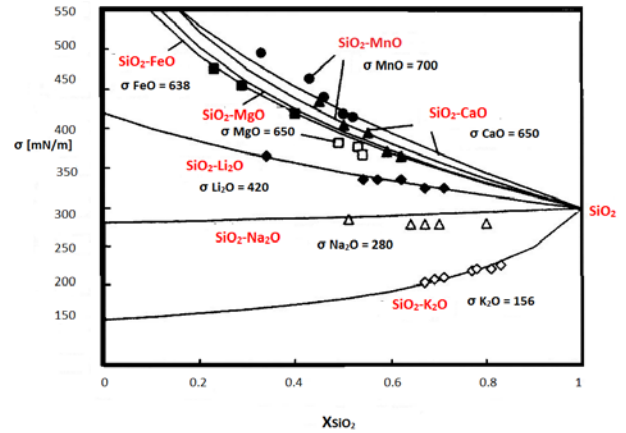 550
SiO₂-MnO
SiO₂-FeO
σ MnO = 700
σ FeO = 638
450
SiO₂-MgO
SiO₂-CaO
400
σ MgO = 650
σ CaO = 650
σ [mN/m]
350
SiO₂-Li₂O
σ Li₂O = 420
300
SiO₂
SiO₂-Na₂O
σ Na₂O = 280
200
SiO₂-K₂O
σ K₂O = 156
150
0 0.2 0.4 0.6 0.8 1
XSiO₂